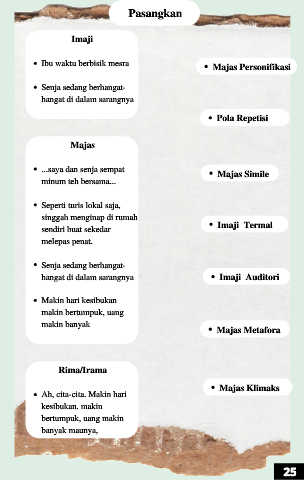 Pasangkan
Imaji
• Ibu waktu berbisik mesra
• Senja sedang berhangat-
hangat di dalam sarangnya
Majas
• ...saya dan senja sempat
minum teh bersama...
• Seperti turis lokal saja,
singgah menginap di rumah
sendiri buat sekedar
melepas penat.
• Senja sedang berhangat-
hangat di dalam sarangnya
• Makin hari kesibukan
makin bertumpuk, uang
makin banyak
Rima/Irama
• Ah, cita-cita. Makin hari
kesibukan, makin
bertumpuk, uang makin
banyak maunya,
• Majas Personifikasi
• Pola Repetisi
• Majas Simile
• Imaji Termal
• Imaji Auditori
• Majas Metafora
• Majas Klimaks
25